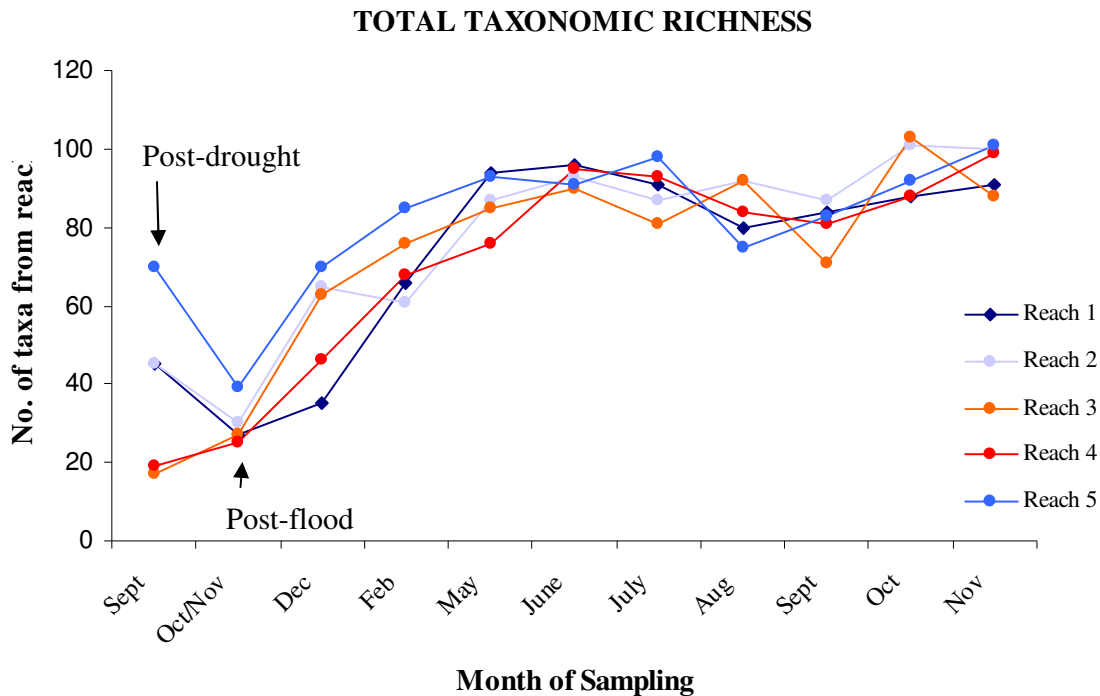 TOTAL TAXONOMIC RICHNESS
No. of taxa from reac
120
100
80
60
40
20
0
Post-drought
Post-flood
Reach 1
Reach 2
Reach 3
Reach 4
Reach 5
Sept
Oct/Nov
Dec
Feb
May
June
July
Aug
Sept
Oct
Nov
Month of Sampling